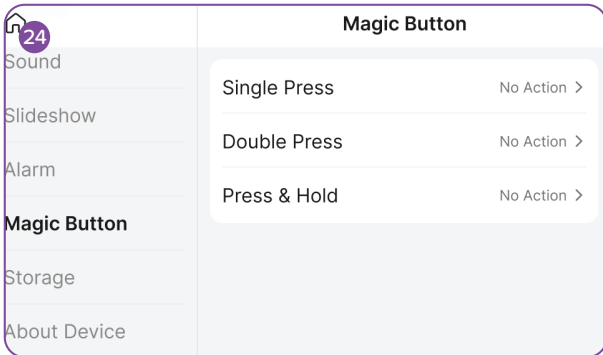 24
Magic Button
Sound
Slideshow
Alarm
Magic Button
Storage
About Device
Single Press No Action
Double Press No Action
Press & Hold No Action